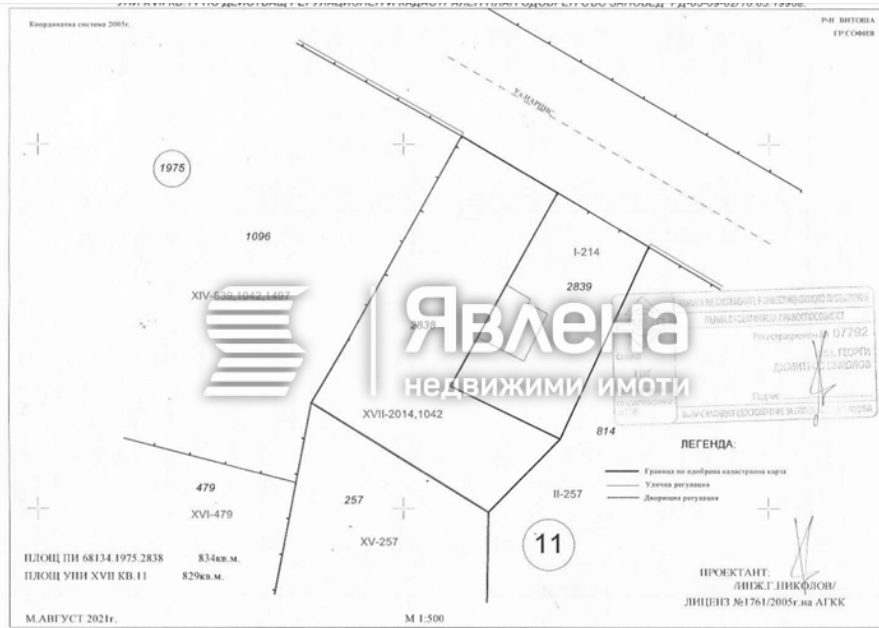 Координатна система 2005г.
Р-Н ВИТОША
ГР СОФИЯ
Ул.НАРЦИС
1975
1096
I-214
2839
XIV-539,1042,1497
2838
Явлена
недвижими имоти
07792
XVII-2014,1042
814
ЛЕГЕНДА:
Граница по одобрена кадастрална карта
Улична регулация
Дворищна регулация
479
XVI-479
257
XV-257
II-257
11
ПЛОЩ ПИ 68134.1975.2838 834кв.м.
ПЛОЩ УПИ XVII КВ.11 829кв.м.
ПРОЕКТАНТ:
/ИНЖ.Г.НИКОЛОВ/
ЛИЦЕНЗ №1761/2005г.на АГКК
М.АВГУСТ 2021г.
М 1:500